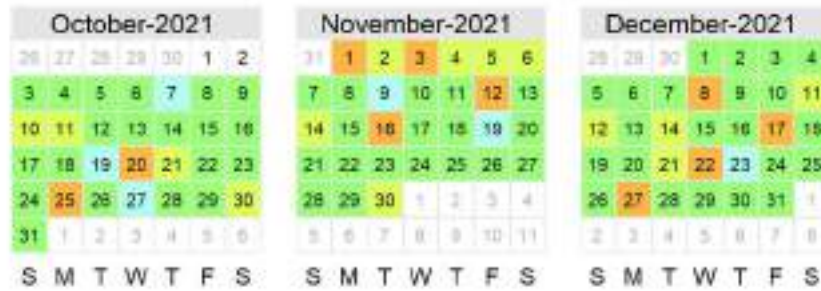 October-2021
26 27 28 29 30 1 2
3 4 5 6 7 8 9
10 11 12 13 14 15 16
17 18 19 20 21 22 23
24 25 26 27 28 29 30
31 1 2 3 4 5 6
S M T W T F S
November-2021
31 1 2 3 4 5 6
7 8 9 10 11 12 13
14 15 16 17 18 19 20
21 22 23 24 25 26 27
28 29 30 1 2 3 4
5 6 7 8 9 10 11
S M T W T F S
December-2021
28 29 30 1 2 3 4
5 6 7 8 9 10 11
12 13 14 15 16 17 18
19 20 21 22 23 24 25
26 27 28 29 30 31 1
2 3 4 5 6 7 8
S M T W T F S